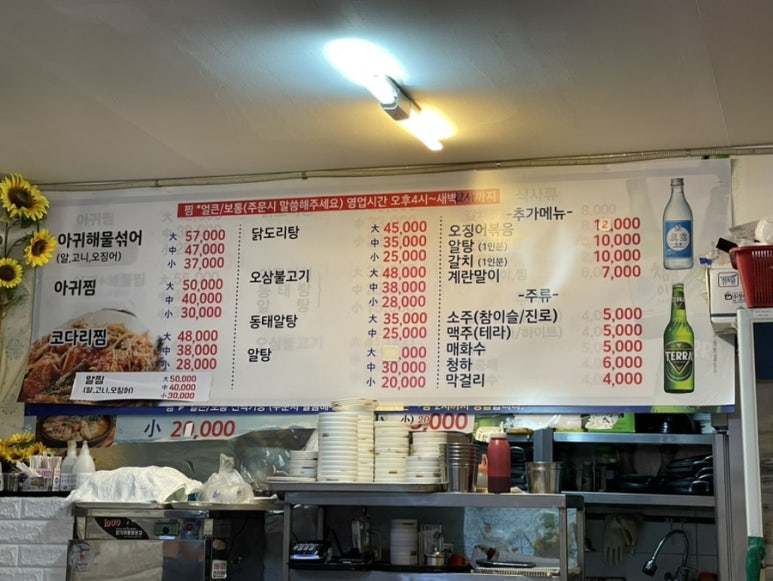 찜 *얼큰/보통(주문시 말씀해주세요) 영업시간 오후4시~새벽2시까지
아귀해물섞어
(알,고니,오징어)
大 57,000
中 47,000
小 37,000
아귀찜
大 50,000
中 40,000
小 30,000
코다리찜
大 48,000
中 38,000
小 28,000
알찜
(알,고니,오징어)
大 50,000
中 40,000
小 30,000
닭도리탕
大 45,000
中 35,000
小 25,000
오삼불고기
大 48,000
中 38,000
小 28,000
동태알탕
大 35,000
中 25,000
알탕
大 ,000
中 30,000
小 20,000
-추가메뉴-
오징어볶음 12,000
알탕 (1인분) 10,000
갈치 (1인분) 10,000
계란말이 7,000
-주류-
소주(참이슬/진로) 5,000
맥주(테라) 5,000
매화수 5,000
청하 6,000
막걸리 4,000
TERRA
小 20,000